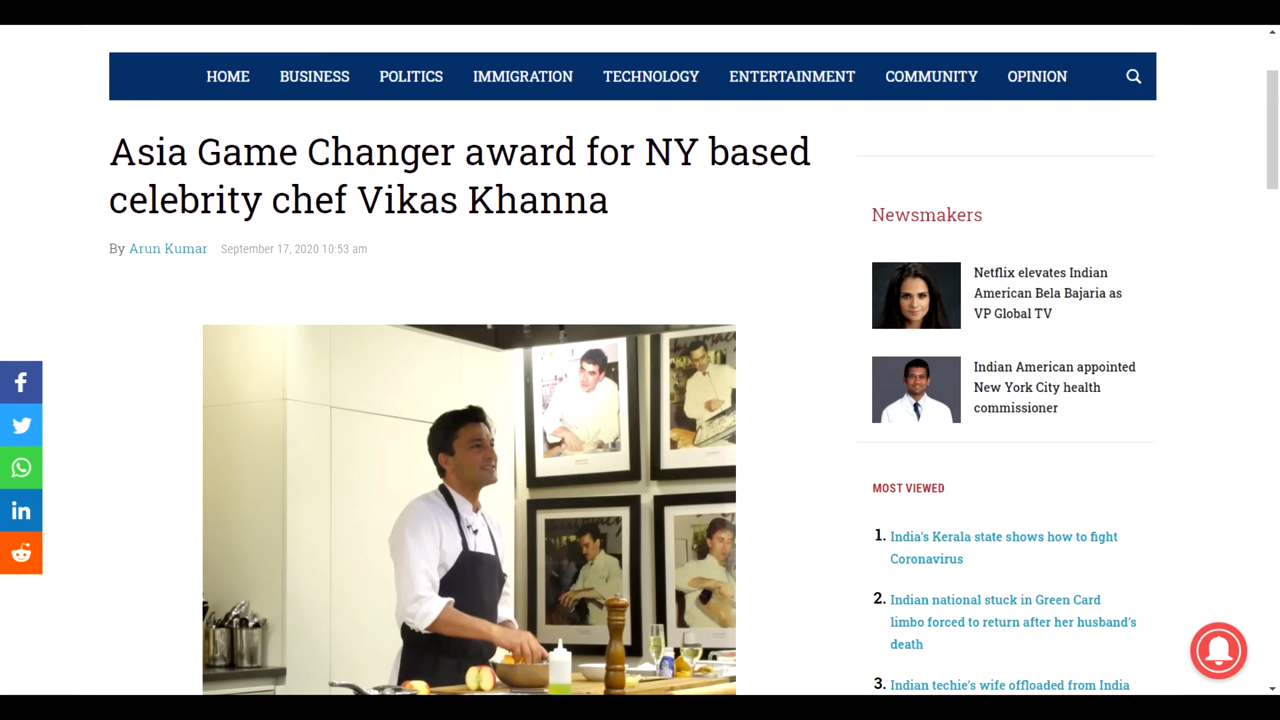 HOME BUSINESS POLITICS IMMIGRATION TECHNOLOGY ENTERTAINMENT COMMUNITY OPINION
Asia Game Changer award for NY based
celebrity chef Vikas Khanna
By Arun Kumar September 17, 2020 10:53 am
Newsmakers
Netflix elevates Indian
American Bela Bajaria as
VP Global TV
Indian American appointed
New York City health
commissioner
MOST VIEWED
1. India's Kerala state shows how to fight
Coronavirus
2. Indian national stuck in Green Card
limbo forced to return after her husband's
death
3. Indian techie's wife offloaded from India